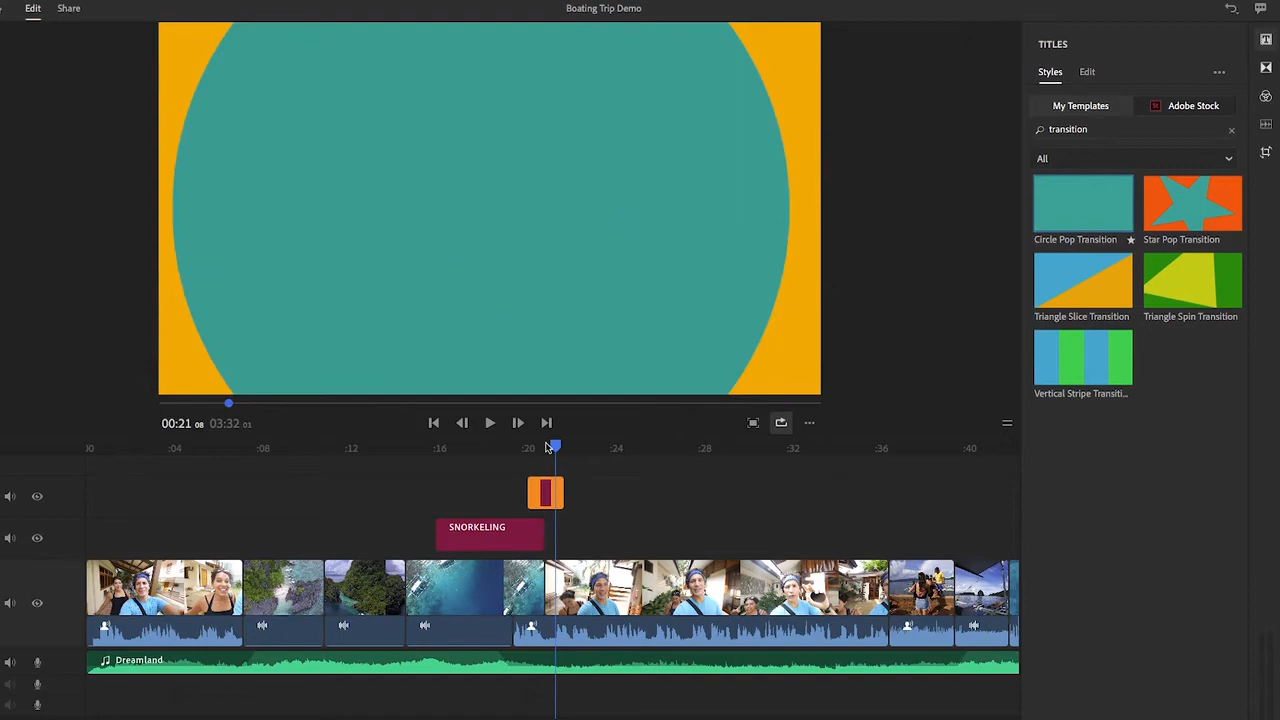 Edit Share Boating Trip Demo
TITLES
Styles Edit
My Templates St Adobe Stock
transition
All
Circle Pop Transition Star Pop Transition
Triangle Slice Transition Triangle Spin Transition
Vertical Stripe Transiti...
00:21 08 03:32 01
00 :04 :08 :12 :16 :20 :24 :28 :32 :36 :40
SNORKELING
Dreamland